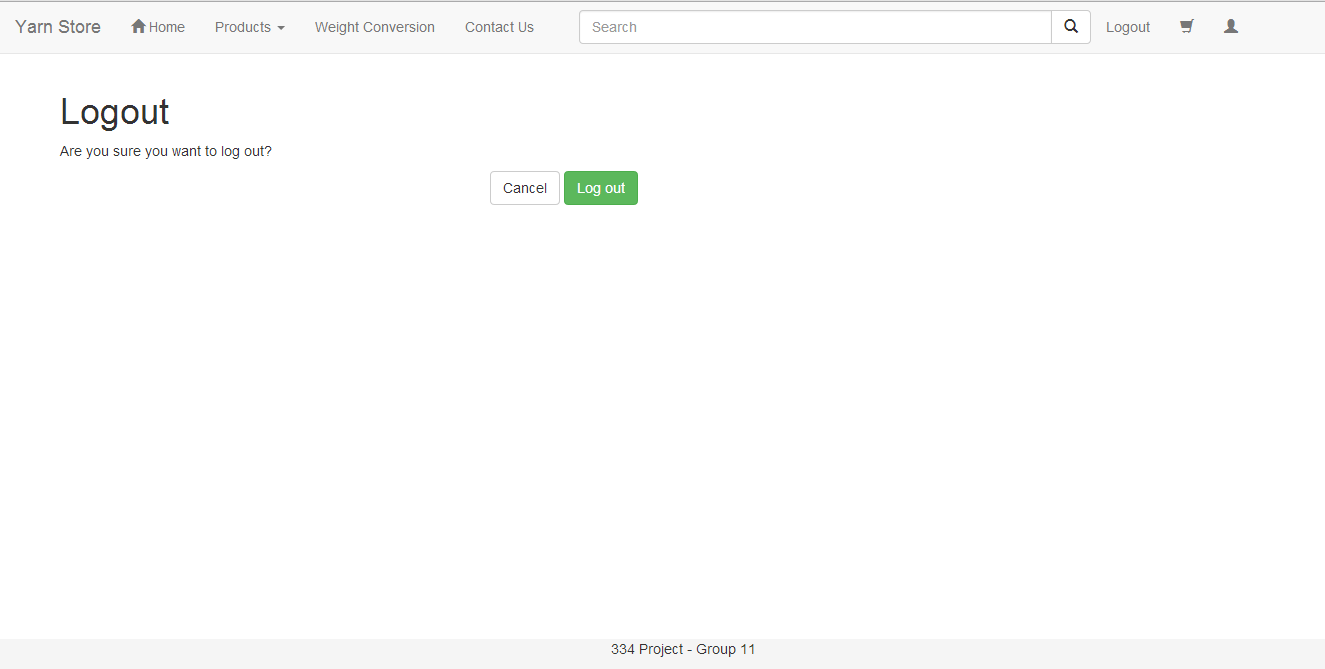 Yarn Store Home Products Weight Conversion Contact Us Search Logout
Logout
Are you sure you want to log out?
Cancel Log out
334 Project - Group 11